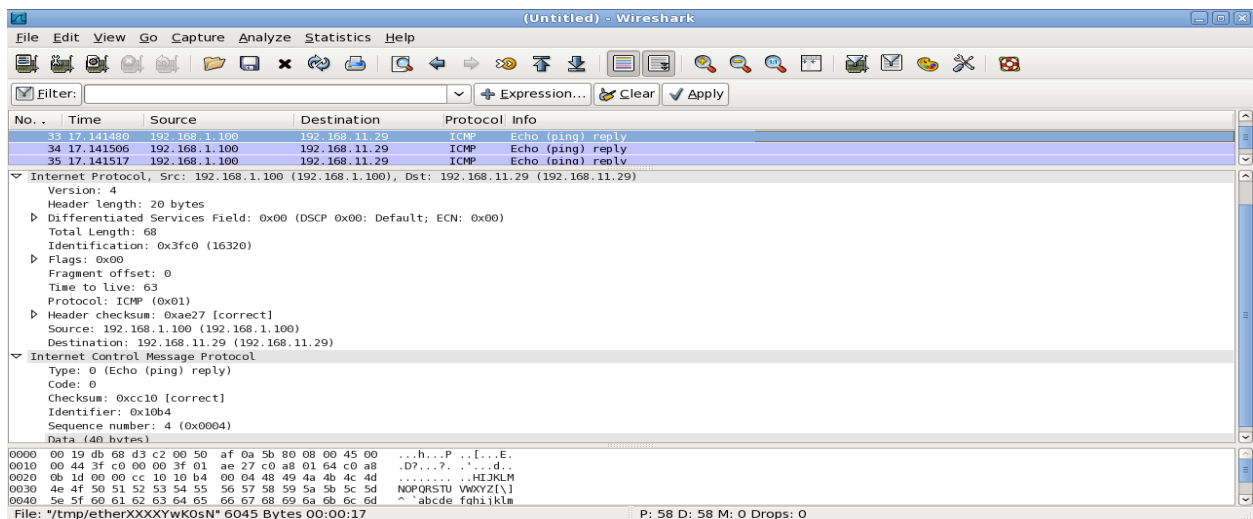 (Untitled) - Wireshark
File Edit View Go Capture Analyze Statistics Help
Filter: Expression... Clear Apply
No. . Time Source Destination Protocol Info
33 17.141480 192.168.1.100 192.168.11.29 ICMP Echo (ping) reply
34 17.141506 192.168.1.100 192.168.11.29 ICMP Echo (ping) reply
35 17.141517 192.168.1.100 192.168.11.29 ICMP Echo (ping) reply
Internet Protocol, Src: 192.168.1.100 (192.168.1.100), Dst: 192.168.11.29 (192.168.11.29)
Version: 4
Header length: 20 bytes
Differentiated Services Field: 0x00 (DSCP 0x00: Default; ECN: 0x00)
Total Length: 68
Identification: 0x3fc0 (16320)
Flags: 0x00
Fragment offset: 0
Time to live: 63
Protocol: ICMP (0x01)
Header checksum: 0xae27 [correct]
Source: 192.168.1.100 (192.168.1.100)
Destination: 192.168.11.29 (192.168.11.29)
Internet Control Message Protocol
Type: 0 (Echo (ping) reply)
Code: 0
Checksum: 0xcc10 [correct]
Identifier: 0x10b4
Sequence number: 4 (0x0004)
Data (40 bytes)
0000 00 19 db 68 d3 c2 00 50 af 0a 5b 80 08 00 45 00 ...h...P ..[...E.
0010 00 44 3f c0 00 00 3f 01 ae 27 c0 a8 01 64 c0 a8 .D?...?. .'...d..
0020 0b 1d 00 00 cc 10 10 b4 00 04 48 49 4a 4b 4c 4d ........ ..HIJKLM
0030 4e 4f 50 51 52 53 54 55 56 57 58 59 5a 5b 5c 5d NOPQRSTU VWXYZ[\]
0040 5e 5f 60 61 62 63 64 65 66 67 68 69 6a 6b 6c 6d ^_`abcde fghijklm
File: "/tmp/etherXXXXYwK0sN" 6045 Bytes 00:00:17 P: 58 D: 58 M: 0 Drops: 0